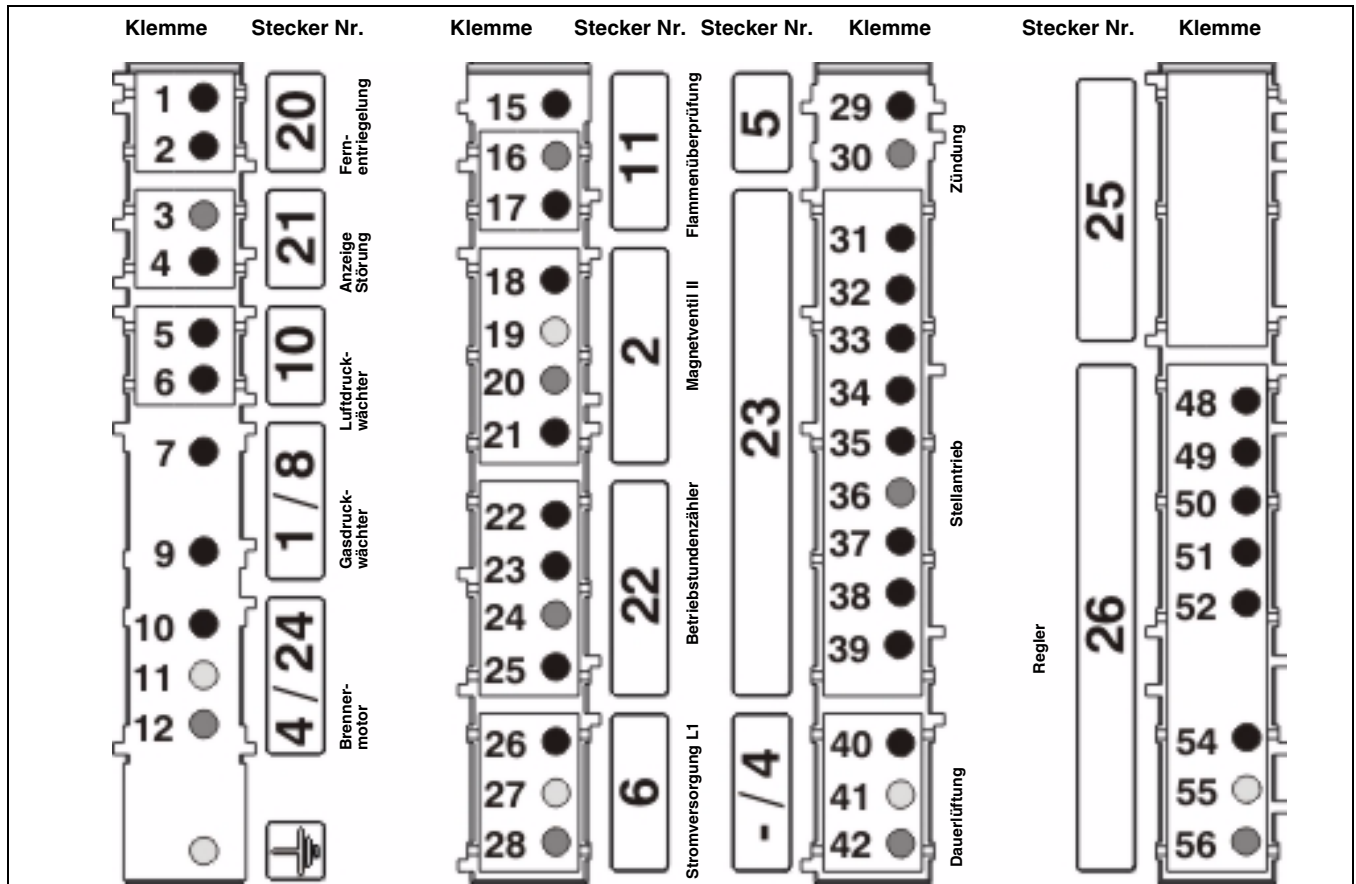 Klemme Stecker Nr. Klemme Stecker Nr. Stecker Nr. Klemme Stecker Nr. Klemme
1
2
20
Fern-
entriegelung
3
4
21
Anzeige
Störung
5
6
10
Luftdruck-
wächter
7
9
1 / 8
Gasdruck-
wächter
10
11
12
4 / 24
Brenner-
motor
15
16
17
11
Flammenüberprüfung
18
19
20
21
2
Magnetventil II
22
23
24
25
22
Betriebstundenzähler
26
27
28
6
Stromversorgung L1
5
29
30
Zündung
23
31
32
33
34
35
36
37
38
39
Stellantrieb
- / 4
40
41
42
Dauerlüftung
25
Regler
26
48
49
50
51
52
54
55
56